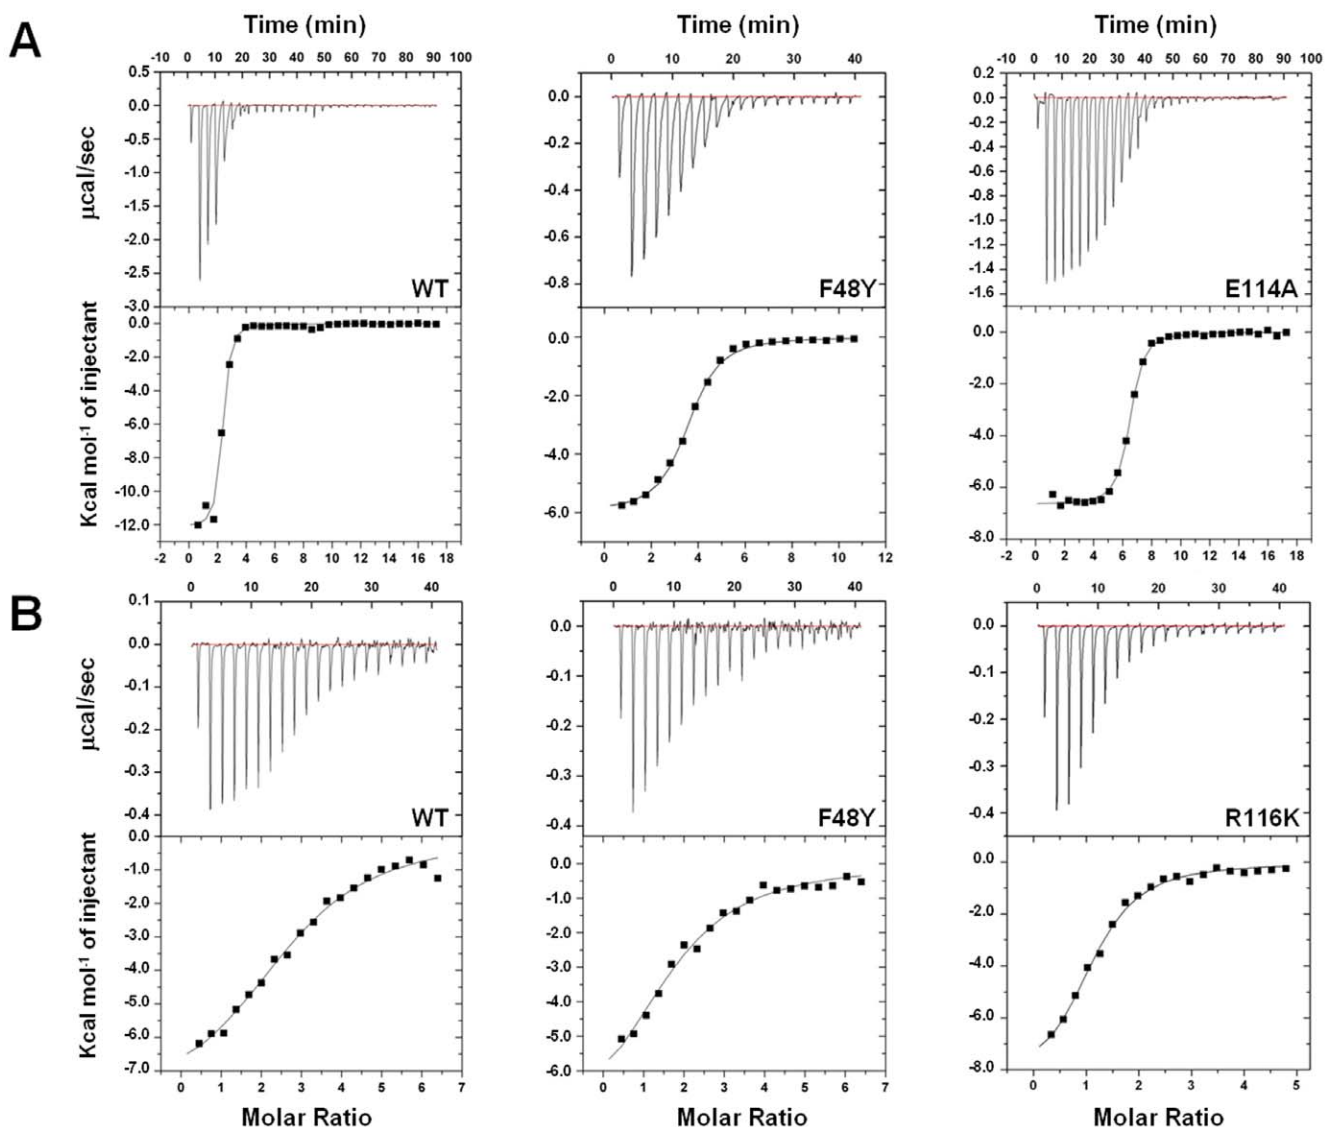 A
Time (min) Time (min) Time (min)
-10 0 10 20 30 40 50 60 70 80 90 100 0 10 20 30 40 -10 0 10 20 30 40 50 60 70 80 90 100
μcal/sec
0.5 0.0 -0.5 -1.0 -1.5 -2.0 -2.5 -3.0
WT
0.0 -0.2 -0.4 -0.6 -0.8
F48Y
0.2 0.0 -0.2 -0.4 -0.6 -0.8 -1.0 -1.2 -1.4 -1.6
E114A
Kcal mol-1 of injectant
0.0 -2.0 -4.0 -6.0 -8.0 -10.0 -12.0
0.0 -2.0 -4.0 -6.0
0.0 -2.0 -4.0 -6.0 -8.0
-2 0 2 4 6 8 10 12 14 16 18 0 2 4 6 8 10 12 -2 0 2 4 6 8 10 12 14 16 18
B
0 10 20 30 40 0 10 20 30 40 0 10 20 30 40
μcal/sec
0.1 0.0 -0.1 -0.2 -0.3 -0.4
WT
0.0 -0.1 -0.2 -0.3 -0.4
F48Y
0.0 -0.1 -0.2 -0.3 -0.4
R116K
Kcal mol-1 of injectant
0.0 -1.0 -2.0 -3.0 -4.0 -5.0 -6.0 -7.0
0.0 -1.0 -2.0 -3.0 -4.0 -5.0 -6.0
0.0 -2.0 -4.0 -6.0 -8.0
0 1 2 3 4 5 6 7 0 1 2 3 4 5 6 7 0 1 2 3 4 5
Molar Ratio Molar Ratio Molar Ratio